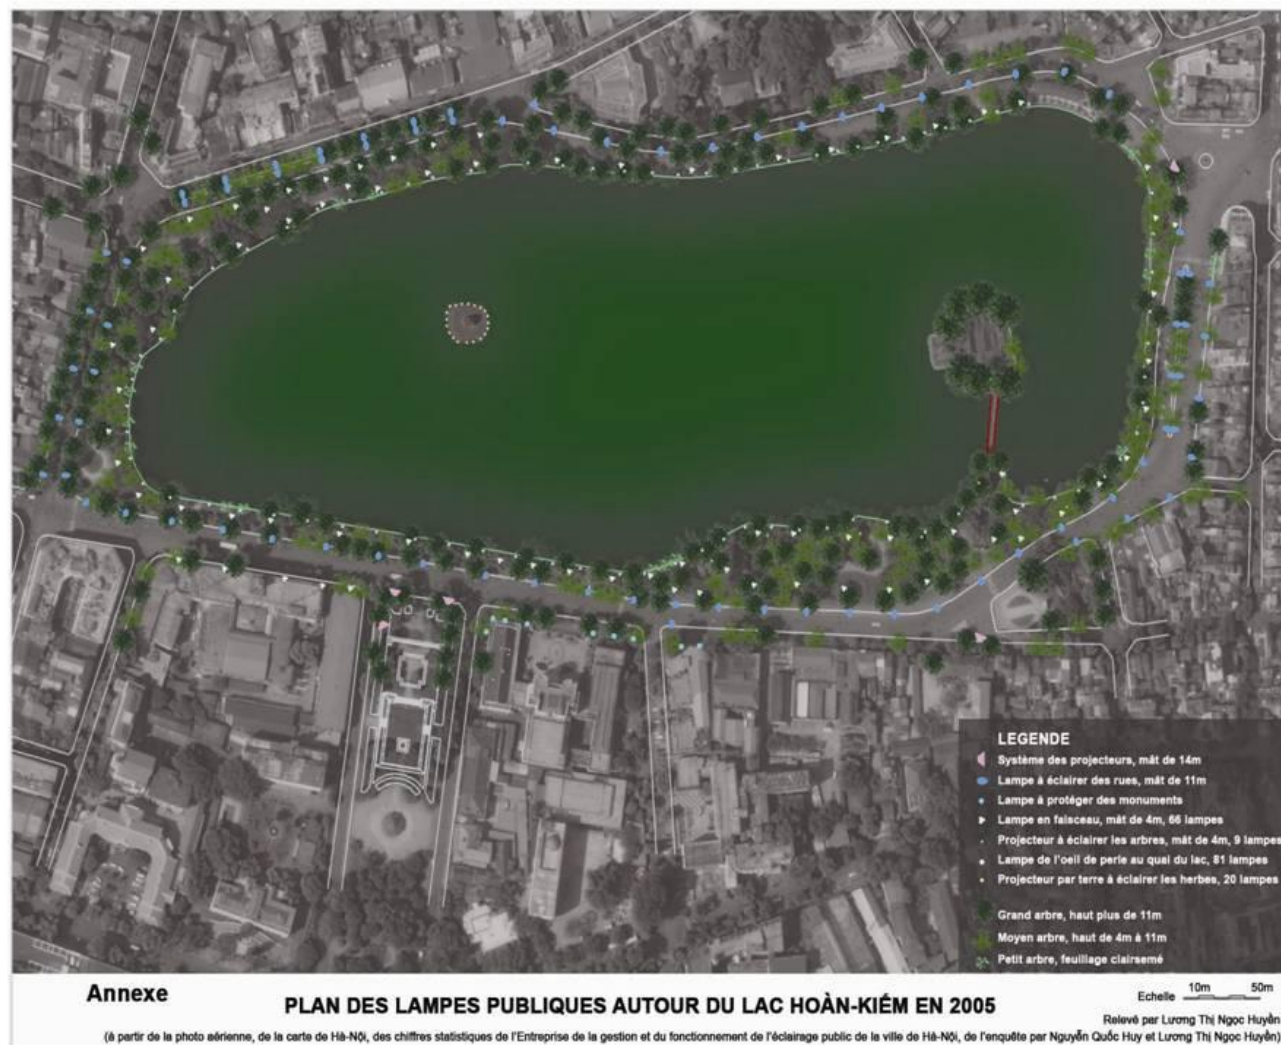 LEGENDE
Système des projecteurs, mât de 14m
Lampe à éclairer des rues, mât de 11m
Lampe à protéger des monuments
Lampe en faisceau, mât de 4m, 66 lampes
Projecteur à éclairer les arbres, mât de 4m, 9 lampes
Lampe de l'oeil de perle au quai du lac, 81 lampes
Projecteur par terre à éclairer les herbes, 20 lampes
Grand arbre, haut plus de 11m
Moyen arbre, haut de 4m à 11m
Petit arbre, feuillage clairsemé
Annexe
PLAN DES LAMPES PUBLIQUES AUTOUR DU LAC HOÀN-KIÉM EN 2005
Echelle 10m 50m
Relevé par Lương Thị Ngọc Huyền
(à partir de la photo aérienne, de la carte de Hà-Nội, des chiffres statistiques de l'Entreprise de la gestion et du fonctionnement de l'éclairage public de la ville de Hà-Nội, de l'enquête par Nguyễn Quốc Huy et Lương Thị Ngọc Huyền)